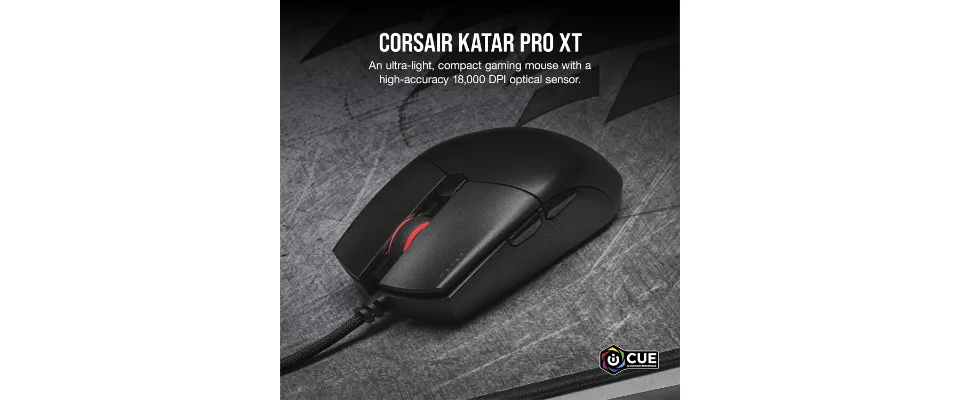 CORSAIR KATAR PRO XT
An ultra-light, compact gaming mouse with a
high-accuracy 18,000 DPI optical sensor.
CUE